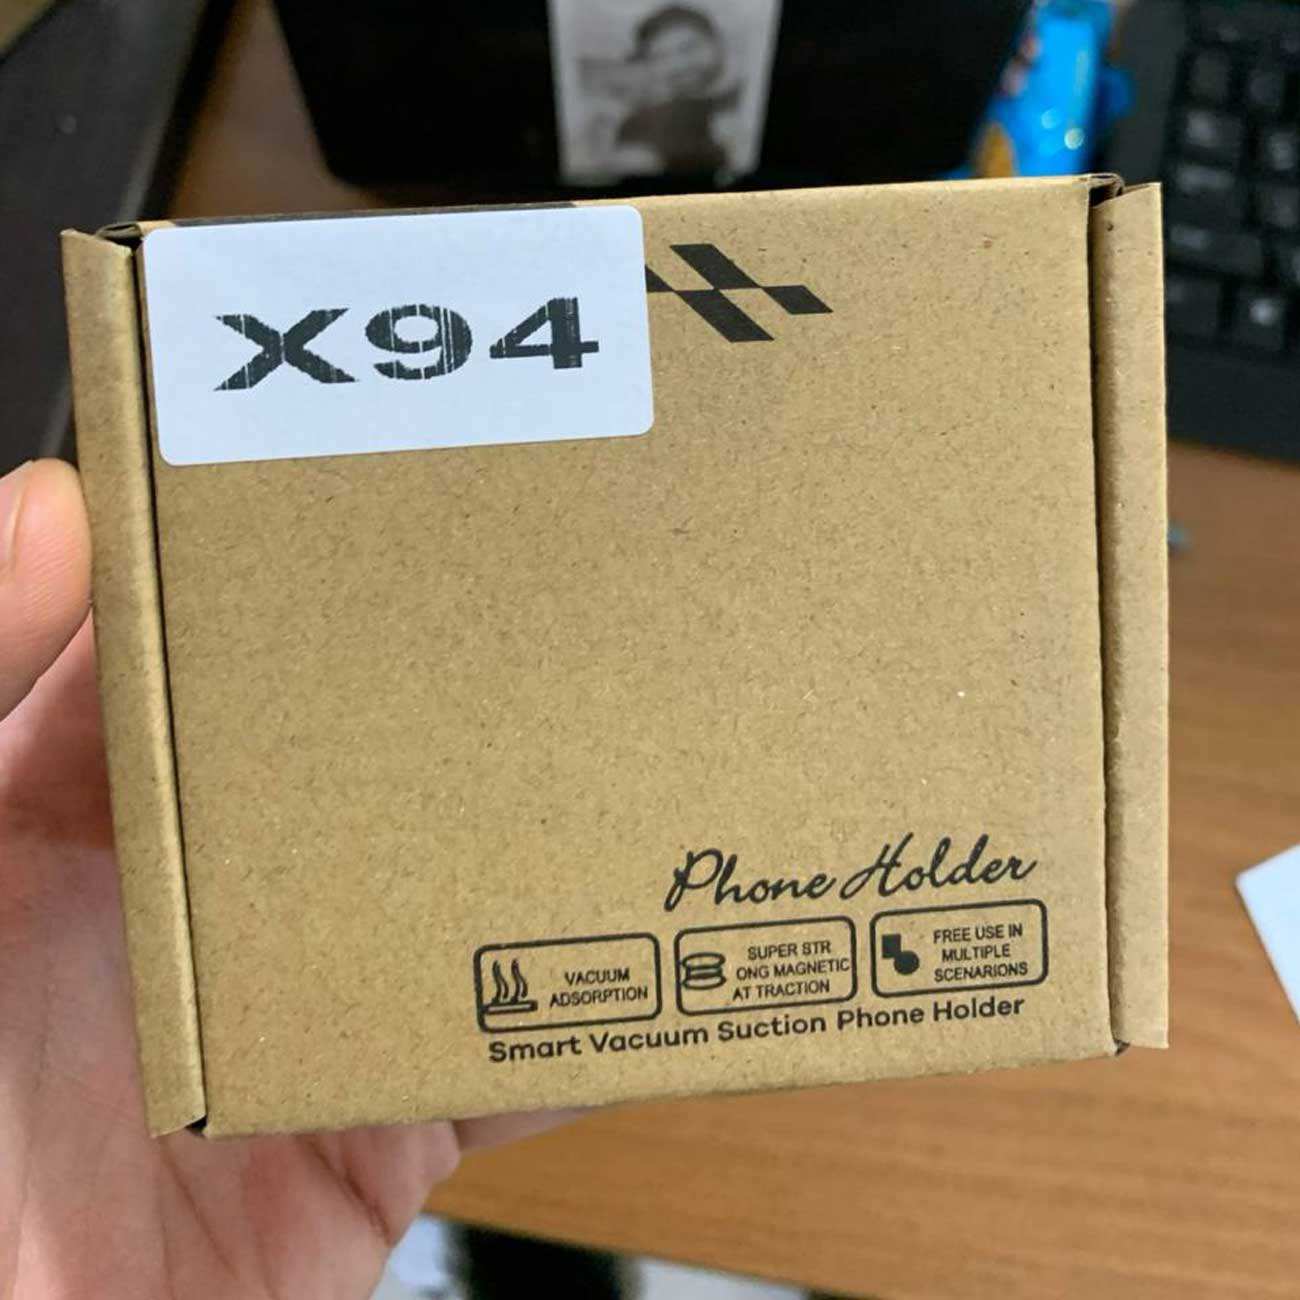 X94
Phone Holder
VACUUM
ADSORPTION
SUPER STR
ONG MAGNETIC
AT TRACTION
FREE USE IN
MULTIPLE
SCENARIONS
Smart Vacuum Suction Phone Holder